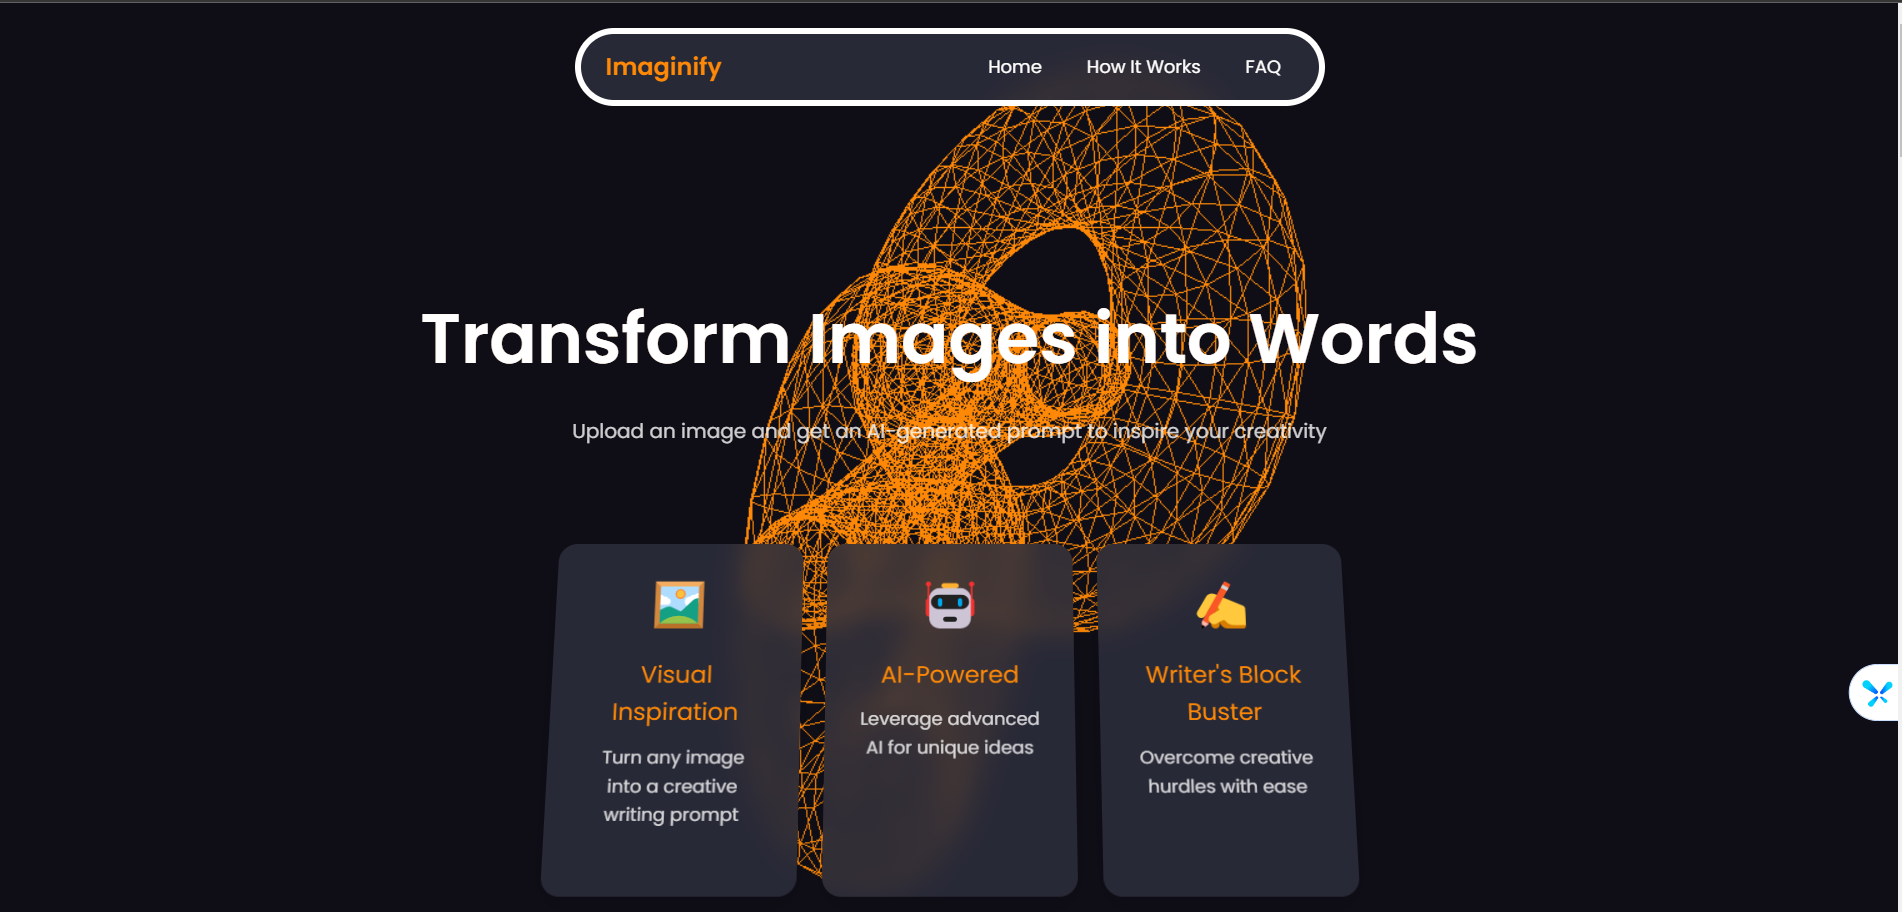 Imaginify
Home
How It Works
FAQ
Transform Images into Words
Upload an image and get an AI-generated prompt to inspire your creativity
Visual
Inspiration
Turn any image
into a creative
writing prompt
AI-Powered
Leverage advanced
AI for unique ideas
Writer's Block
Buster
Overcome creative
hurdles with ease